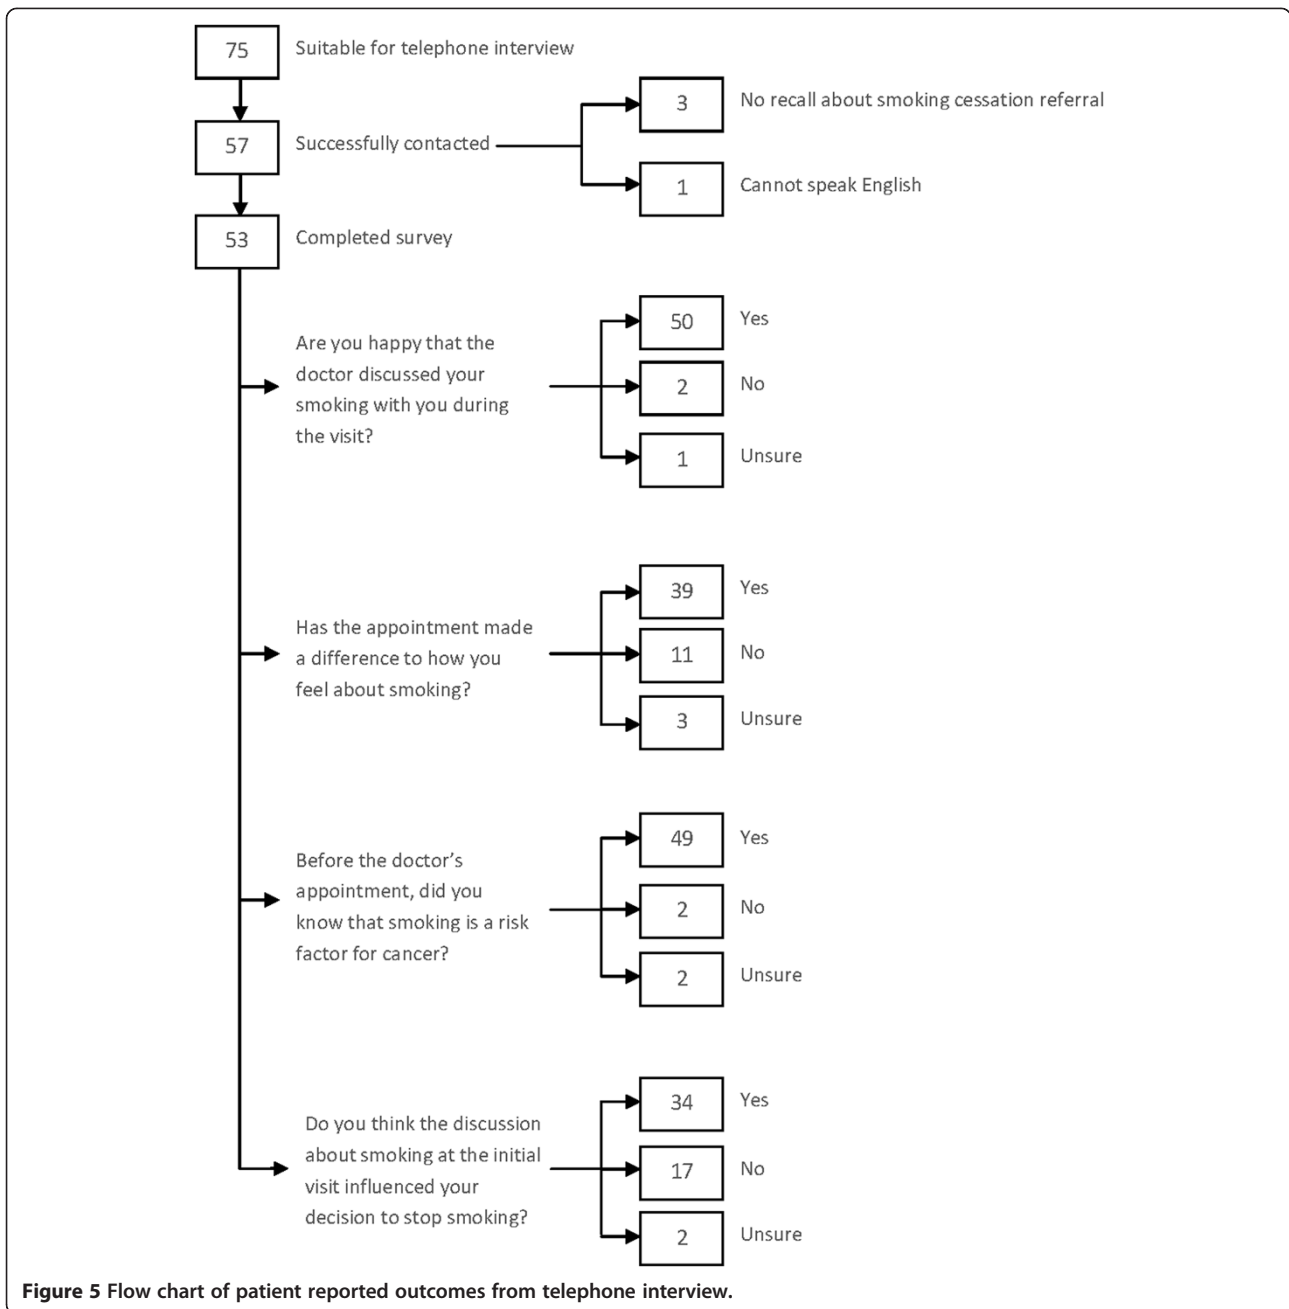 75 Suitable for telephone interview
3 No recall about smoking cessation referral
57 Successfully contacted
1 Cannot speak English
53 Completed survey
Are you happy that the
doctor discussed your
smoking with you during
the visit?
50 Yes
2 No
1 Unsure
Has the appointment made
a difference to how you
feel about smoking?
39 Yes
11 No
3 Unsure
Before the doctor’s
appointment, did you
know that smoking is a risk
factor for cancer?
49 Yes
2 No
2 Unsure
Do you think the discussion
about smoking at the initial
visit influenced your
decision to stop smoking?
34 Yes
17 No
2 Unsure
Figure 5 Flow chart of patient reported outcomes from telephone interview.